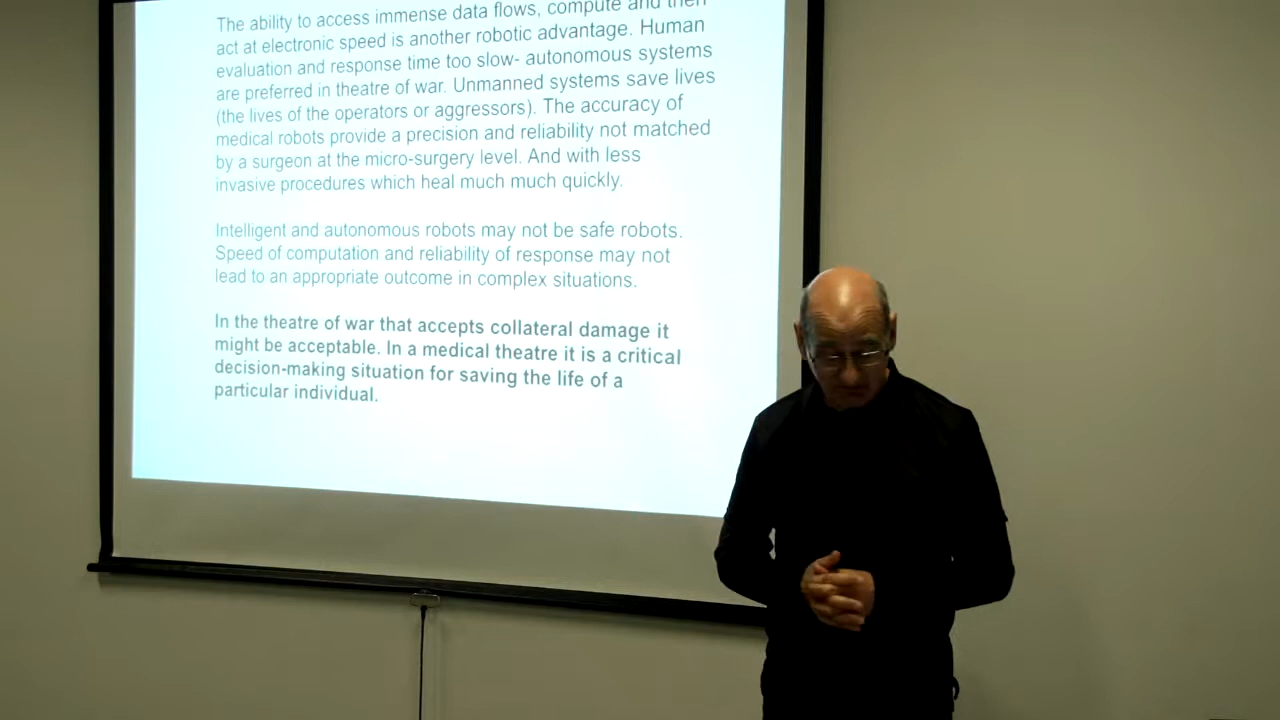 The ability to access immense data flows, compute and then
act at electronic speed is another robotic advantage. Human
evaluation and response time too slow- autonomous systems
are preferred in theatre of war. Unmanned systems save lives
(the lives of the operators or aggressors). The accuracy of
medical robots provide a precision and reliability not matched
by a surgeon at the micro-surgery level. And with less
invasive procedures which heal much much quickly.
Intelligent and autonomous robots may not be safe robots.
Speed of computation and reliability of response may not
lead to an appropriate outcome in complex situations.
In the theatre of war that accepts collateral damage it
might be acceptable. In a medical theatre it is a critical
decision-making situation for saving the life of a
particular individual.